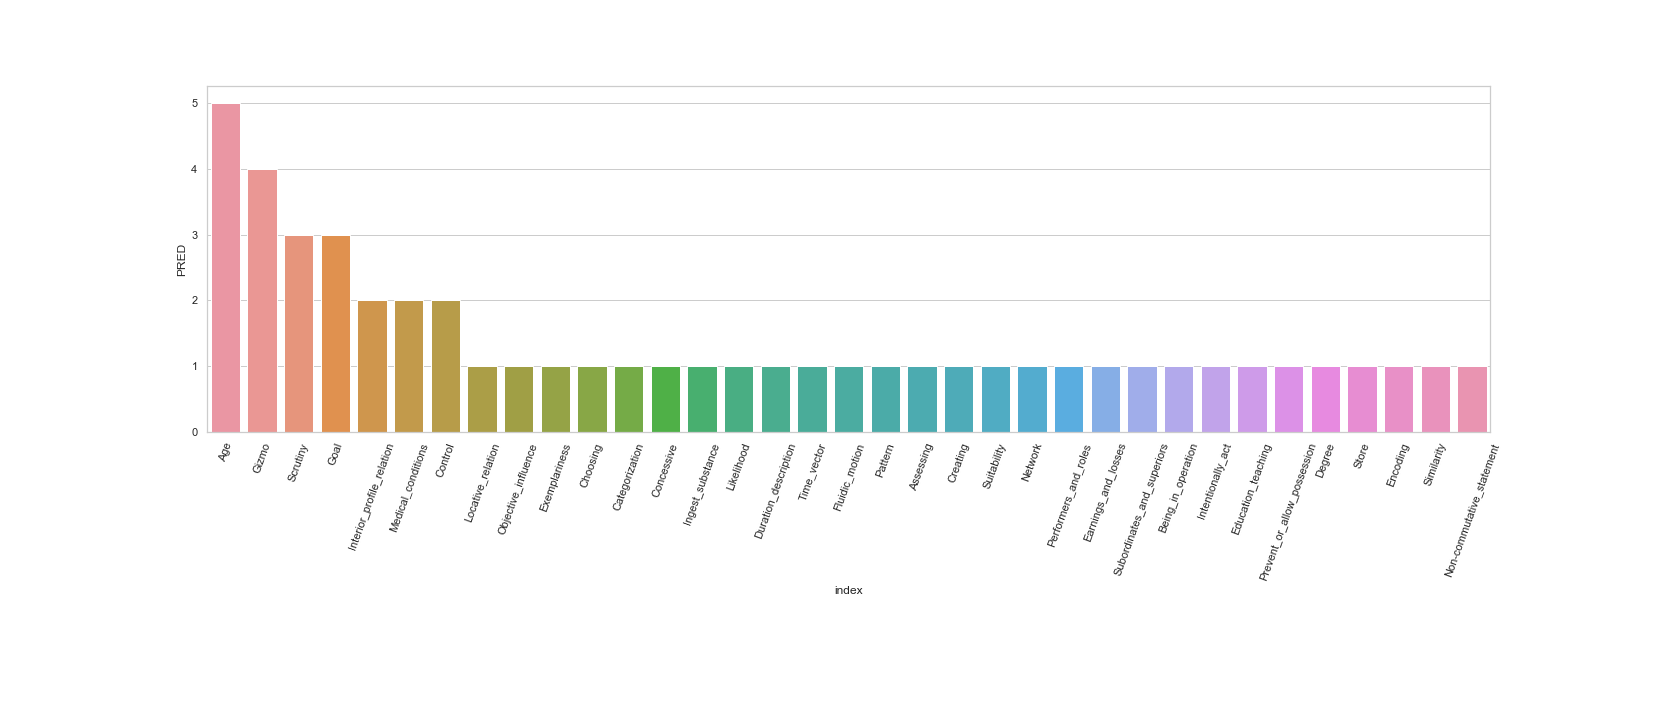 5
4
3
2
1
0
PRED
Age
Gizmo
Scrutiny
Goal
Interior_profile_relation
Medical_conditions
Control
Locative_relation
Objective_influence
Exemplariness
Choosing
Categorization
Concessive
Ingest_substance
Likelihood
Duration_description
Time_vector
Fluidic_motion
Pattern
Assessing
Creating
Suitability
Network
Performers_and_roles
Earnings_and_losses
Subordinates_and_superiors
Being_in_operation
Intentionally_act
Education_teaching
Prevent_or_allow_possession
Degree
Store
Encoding
Similarity
Non-commutative_statement
index